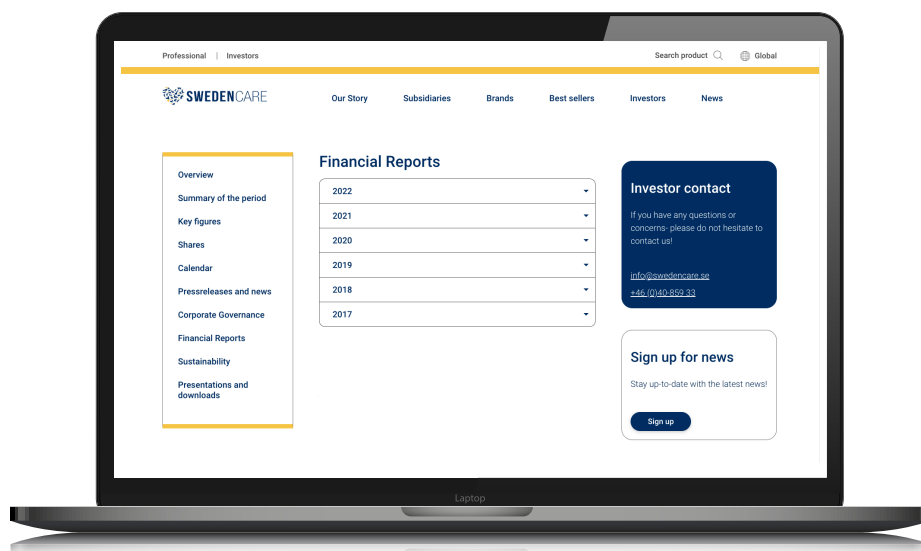 Professional | Investors
Search product
Global
SWEDENCARE
Our Story
Subsidiaries
Brands
Best sellers
Investors
News
Overview
Summary of the period
Key figures
Shares
Calendar
Pressreleases and news
Corporate Governance
Financial Reports
Sustainability
Presentations and
downloads
Financial Reports
2022
2021
2020
2019
2018
2017
Investor contact
If you have any questions or
concerns- please do not hesitate to
contact us!
info@swedencare.se
+46 (0)40-859 33
Sign up for news
Stay up-to-date with the latest news!
Sign up
Laptop